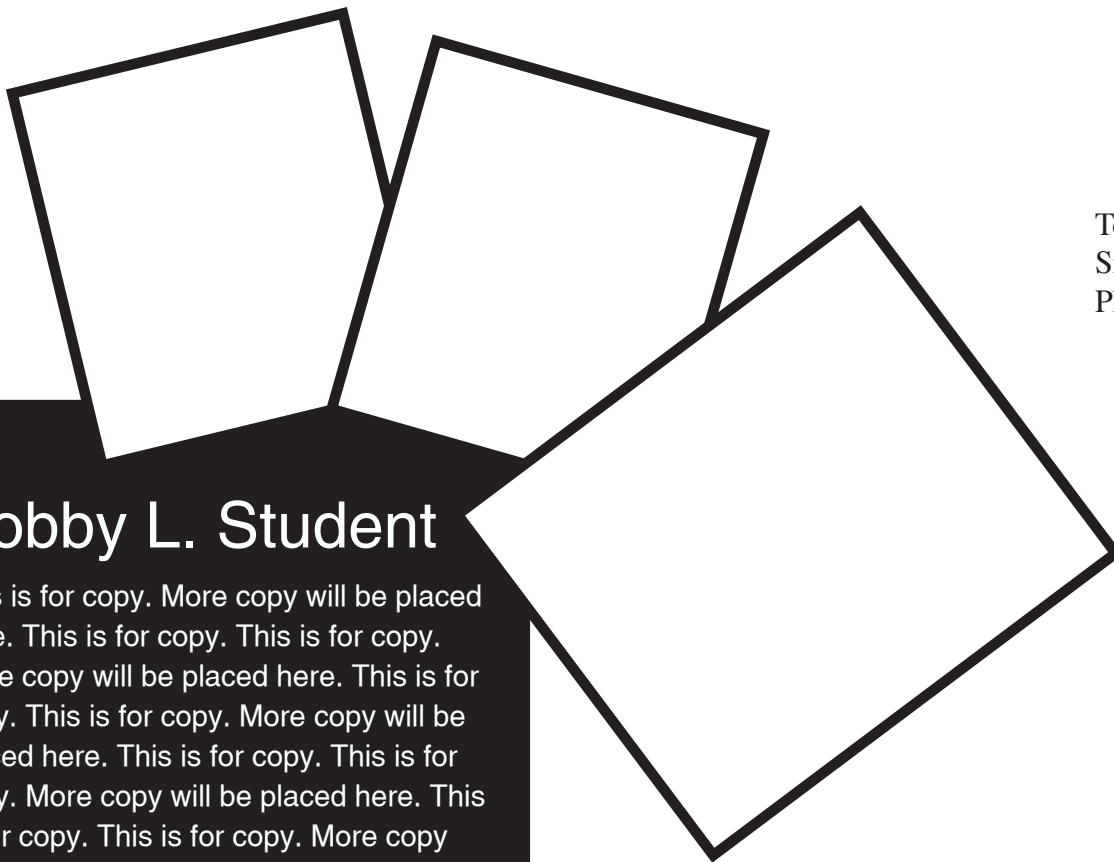 obby L. Student
is for copy. More copy will be placed
This is for copy. This is for copy.
copy will be placed here. This is for
This is for copy. More copy will be
here. This is for copy. This is for
More copy will be placed here. This
copy. This is for copy. More copy